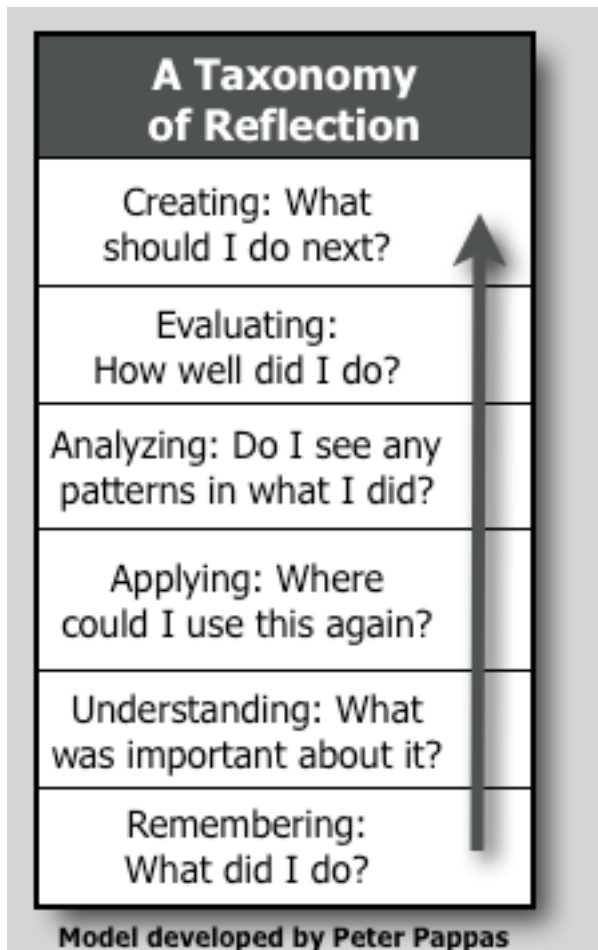 A Taxonomy
of Reflection
Creating: What
should I do next?
Evaluating:
How well did I do?
Analyzing: Do I see any
patterns in what I did?
Applying: Where
could I use this again?
Understanding: What
was important about it?
Remembering:
What did I do?
Model developed by Peter Pappas